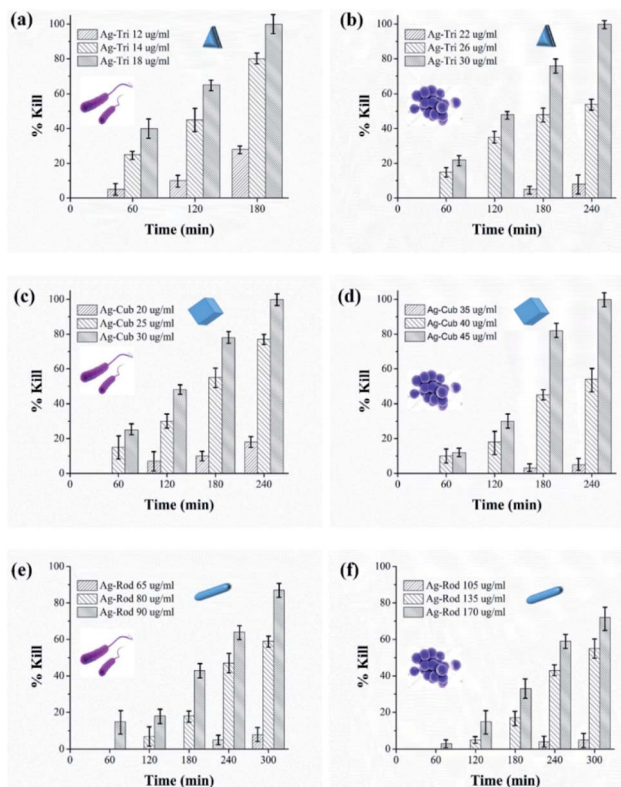 (a)
Ag-Tri 12 ug/ml
Ag-Tri 14 ug/ml
Ag-Tri 18 ug/ml
100
80
60
40
20
0
% Kill
0 60 120 180
Time (min)
(b)
Ag-Tri 22 ug/ml
Ag-Tri 26 ug/ml
Ag-Tri 30 ug/ml
100
80
60
40
20
0
% Kill
0 60 120 180 240
Time (min)
(c)
Ag-Cub 20 ug/ml
Ag-Cub 25 ug/ml
Ag-Cub 30 ug/ml
100
80
60
40
20
0
% Kill
0 60 120 180 240
Time (min)
(d)
Ag-Cub 35 ug/ml
Ag-Cub 40 ug/ml
Ag-Cub 45 ug/ml
100
80
60
40
20
0
% Kill
0 60 120 180 240
Time (min)
(e)
Ag-Rod 65 ug/ml
Ag-Rod 80 ug/ml
Ag-Rod 90 ug/ml
100
80
60
40
20
0
% Kill
0 60 120 180 240 300
Time (min)
(f)
Ag-Rod 105 ug/ml
Ag-Rod 135 ug/ml
Ag-Rod 170 ug/ml
100
80
60
40
20
0
% Kill
0 60 120 180 240 300
Time (min)